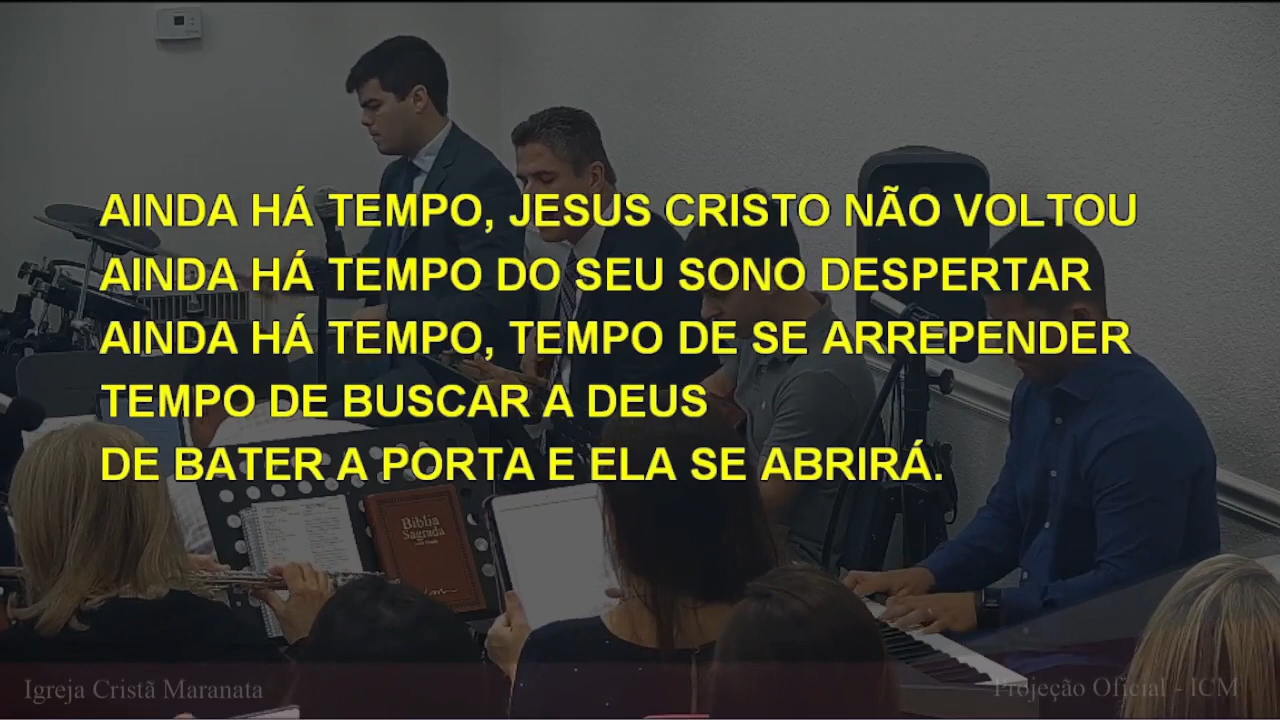 AINDA HÁ TEMPO, JESUS CRISTO NÃO VOLTOU
AINDA HÁ TEMPO DO SEU SONO DESPERTAR
AINDA HÁ TEMPO, TEMPO DE SE ARREPENDER
TEMPO DE BUSCAR A DEUS
DE BATER A PORTA E ELA SE ABRIRÁ.
Bíblia
Sagrada
Igreja Cristã Maranata
Projeção Oficial - ICM